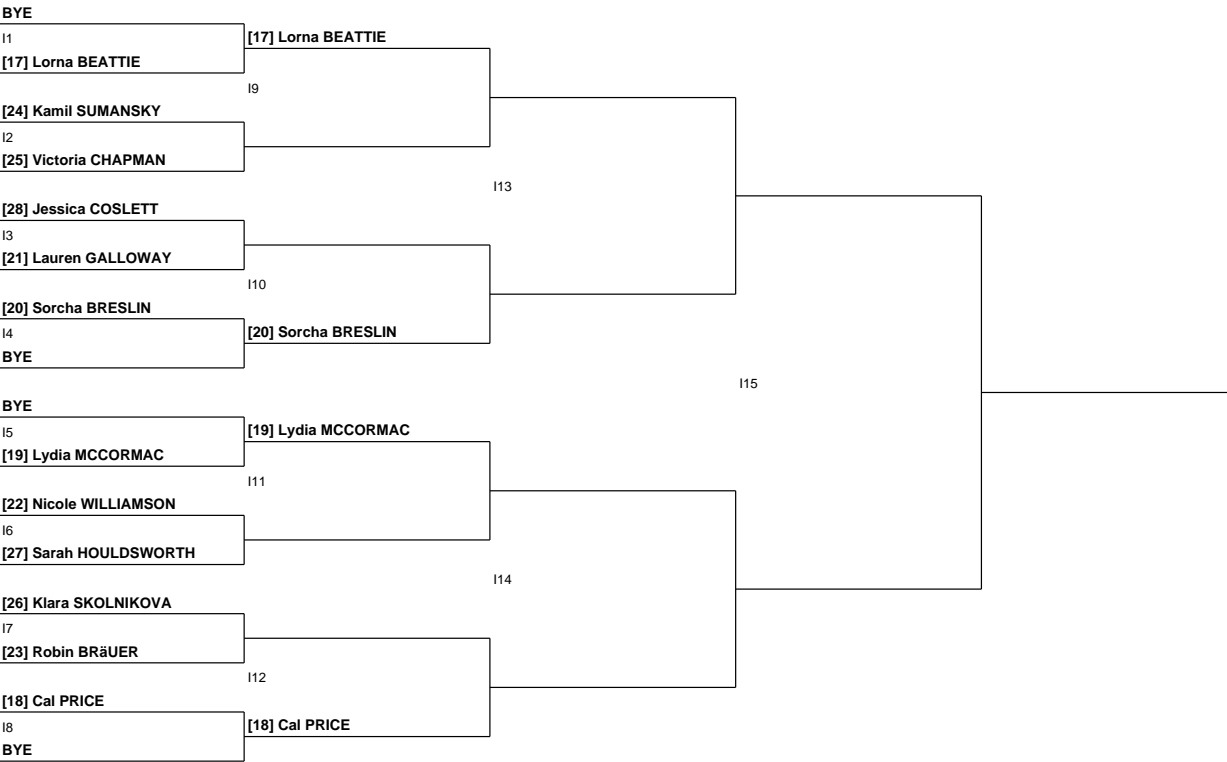 BYE
I1
[17] Lorna BEATTIE
[17] Lorna BEATTIE
I9
[24] Kamil SUMANSKY
I2
[25] Victoria CHAPMAN
I13
[28] Jessica COSLETT
I3
[21] Lauren GALLOWAY
I10
[20] Sorcha BRESLIN
I4
[20] Sorcha BRESLIN
BYE
I15
BYE
I5
[19] Lydia MCCORMAC
[19] Lydia MCCORMAC
I11
[22] Nicole WILLIAMSON
I6
[27] Sarah HOULDSWORTH
I14
[26] Klara SKOLNIKOVA
I7
[23] Robin BRäUER
I12
[18] Cal PRICE
I8
[18] Cal PRICE
BYE